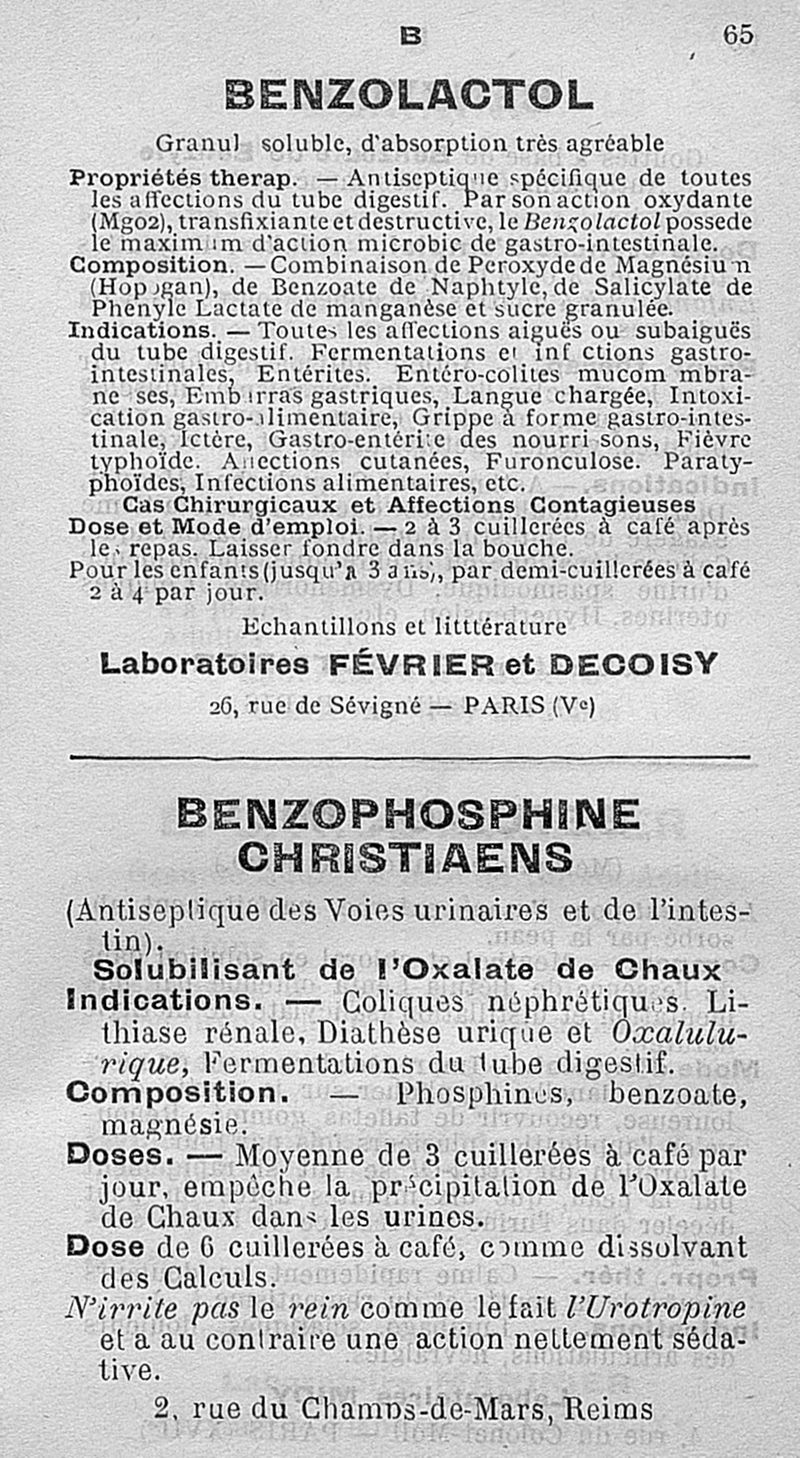 B 65
BENZOLACTOL
Granul soluble, d'absorption très agréable
Propriétés therap. — Antiseptique spécifique de toutes
les affections du tube digestif. Par son action oxydante
(Mgo2), transfixiante et destructive, le Benzolactol possede
le maximum d'action microbic de gastro-intestinale.
Composition. — Combinaison de Peroxyde de Magnésiu n
(Hopogan), de Benzoate de Naphtyle, de Salicylate de
Phenyle Lactate de manganèse et sucre granulée.
Indications. — Toutes les affections aiguës ou subaiguës
du tube digestif. Fermentations et inf ctions gastro-
intestinales, Entérites. Entéro-colites mucom mbra-
ne ses, Embarras gastriques, Langue chargée, Intoxi-
cation gastro-alimentaire, Grippe à forme gastro-intes-
tinale, Ictère, Gastro-entérite des nourri sons, Fièvre
typhoïde. Affections cutanées, Furonculose. Paraty-
phoïdes, Infections alimentaires, etc.
Cas Chirurgicaux et Affections Contagieuses
Dose et Mode d'emploi. — 2 à 3 cuillerées à café après
les repas. Laisser fondre dans la bouche.
Pour les enfants (jusqu'a 3 ans), par demi-cuillerées à café
2 à 4 par jour.
Echantillons et litttérature
Laboratoires FÉVRIER et DECOISY
26, rue de Sévigné — PARIS (Ve)
BENZOPHOSPHINE
CHRISTIAENS
(Antiseptique des Voies urinaires et de l'intes-
tin).
Solubilisant de l'Oxalate de Chaux
Indications. — Coliques néphrétiques. Li-
thiase rénale, Diathèse urique et Oxalulu-
rique, Fermentations du tube digestif.
Composition. — Phosphines, benzoate,
magnésie.
Doses. — Moyenne de 3 cuillerées à café par
jour, empêche la précipitation de l'Oxalate
de Chaux dans les urines.
Dose de 6 cuillerées à café, comme dissolvant
des Calculs.
N'irrite pas le rein comme le fait l'Urotropine
et a au contraire une action nettement séda-
tive.
2, rue du Champs-de-Mars, Reims